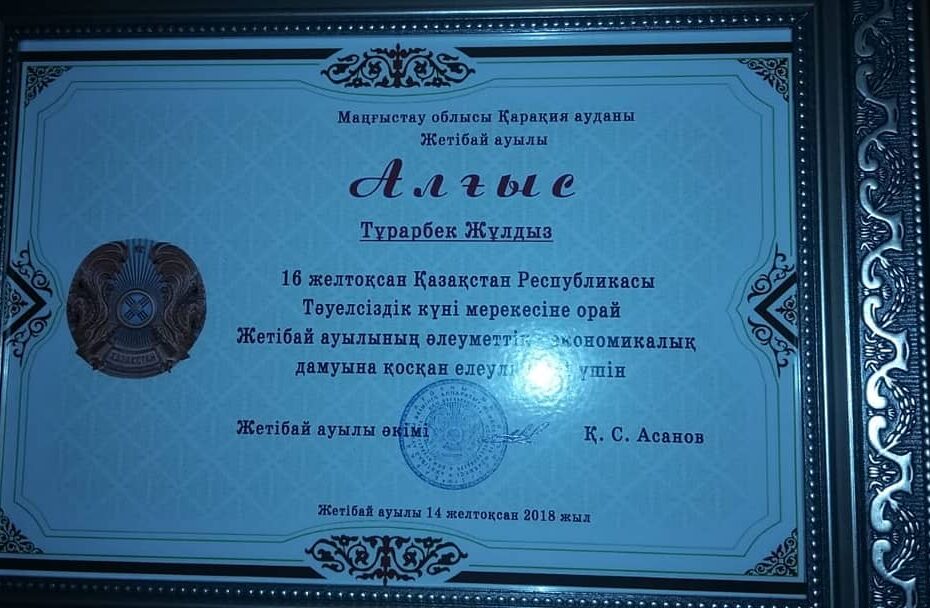 Маңғыстау облысы Қарақия ауданы
Жетібай ауылы
Алғыс
Тұрарбек Жұлдыз
16 желтоқсан Қазақстан Республикасы
Тәуелсіздік күні мерекесіне орай
Жетібай ауылының әлеуметтік экономикалық
дамуына қосқан үшін
Жетібай ауылы әкімі Қ. С. Асанов
Жетібай ауылы 14 желтоқсан 2018 жыл
ҚАЗАҚСТАН